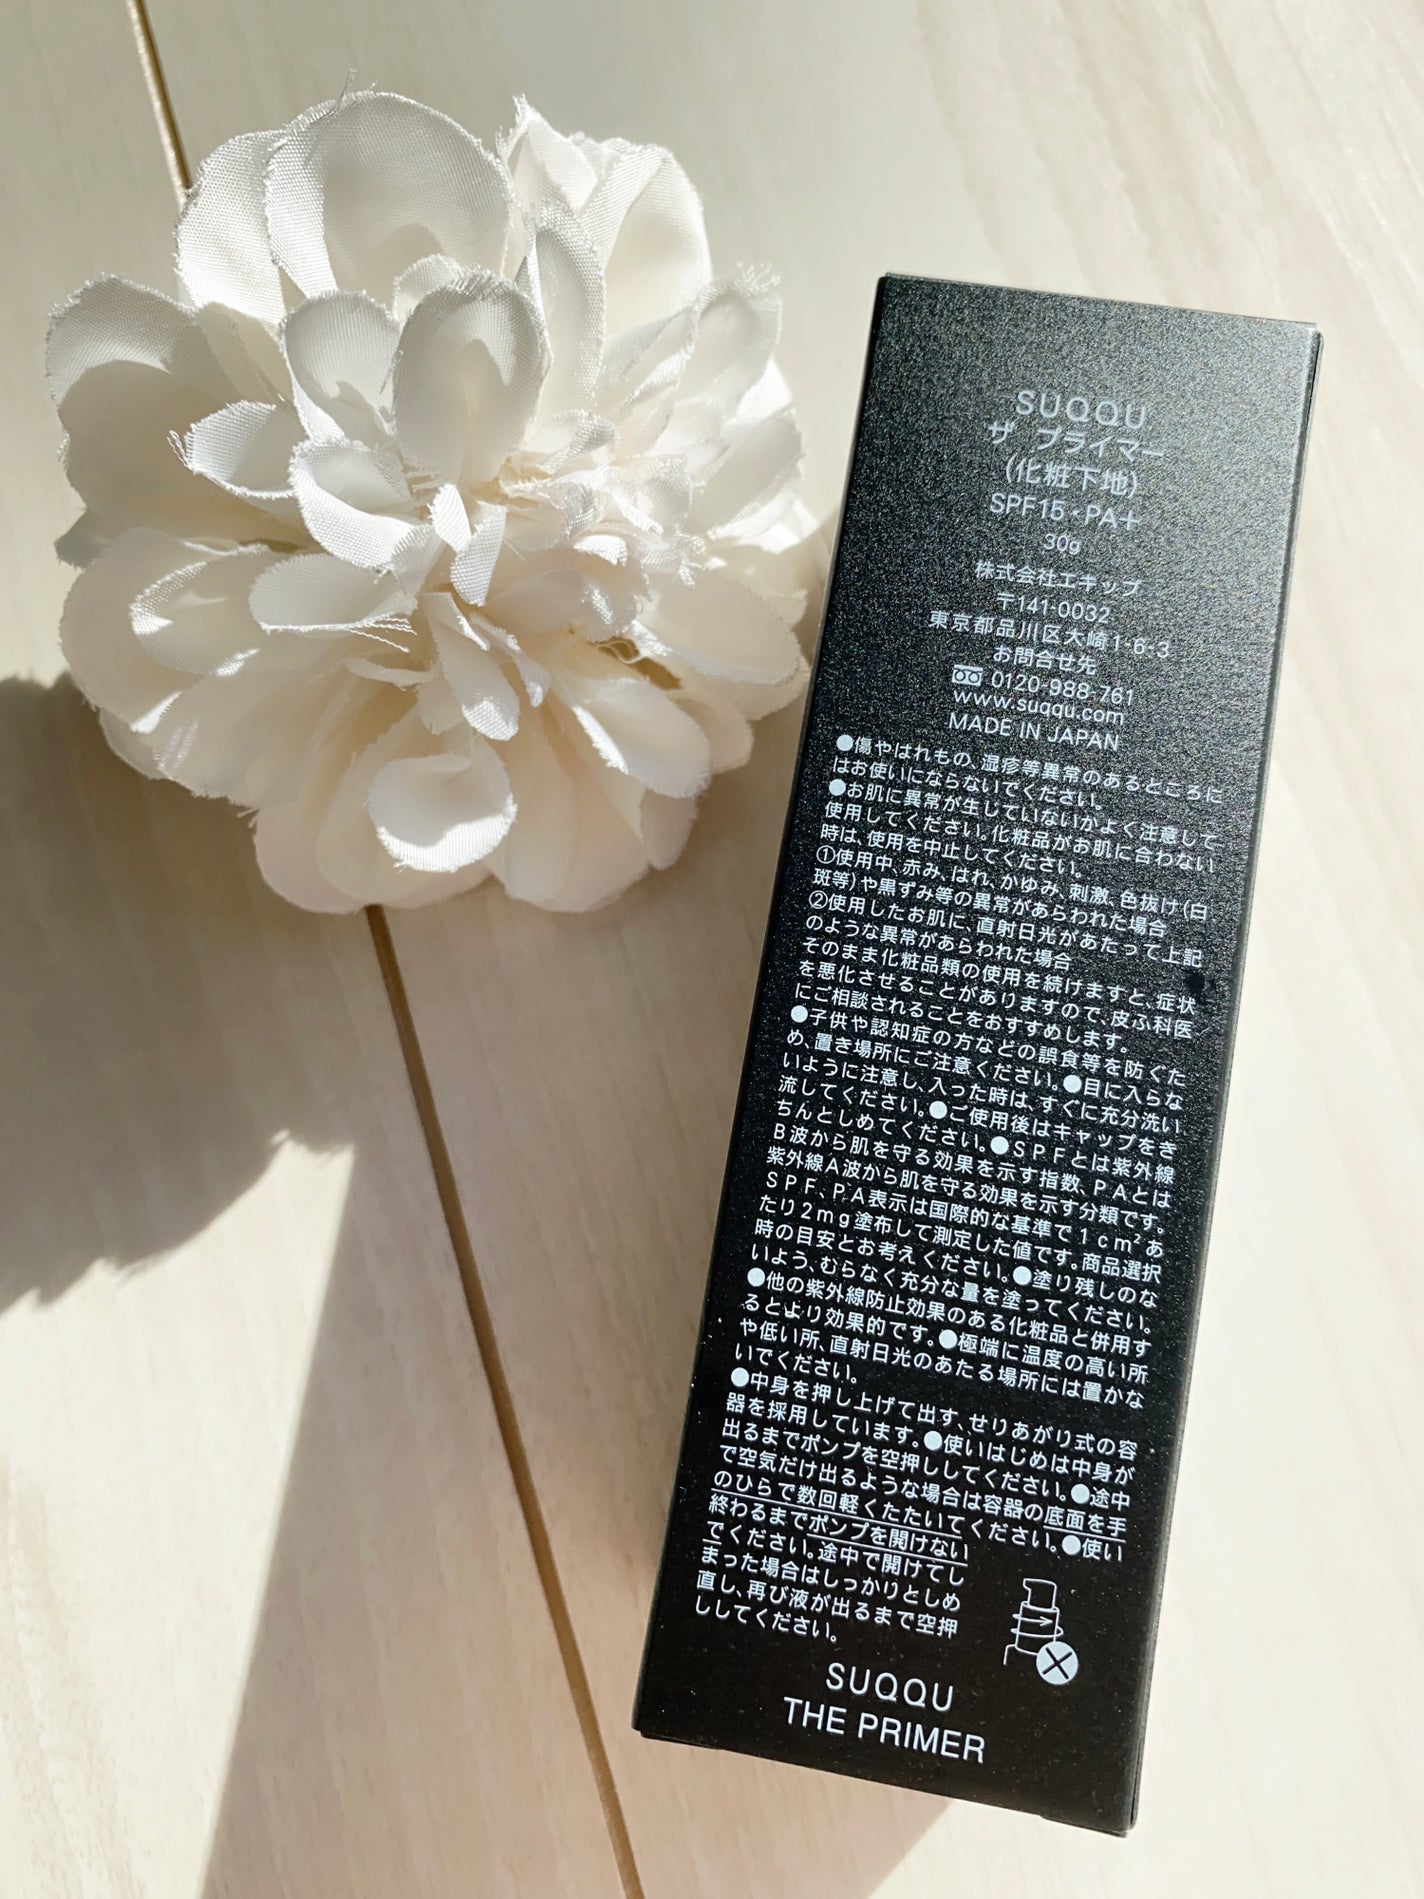 SUQQU
ザ プライマー
(化粧下地)
SPF15・PA+
30g
株式会社エキップ
〒141-0032
東京都品川区大崎1-6-3
お問合せ先
0120-988-761
www.suqqu.com
MADE IN JAPAN
●傷やはれもの、湿疹等異常のあるところに
はお使いにならないでください。
●お肌に異常が生じていないかよく注意して
使用してください。化粧品がお肌に合わない
時は、使用を中止してください。
①使用中、赤み、はれ、かゆみ、刺激、色抜け(白
斑等)や黒ずみ等の異常があらわれた場合
②使用したお肌に、直射日光があたって上記
のような異常があらわれた場合
そのまま化粧品類の使用を続けますと、症状
を悪化させることがありますので、皮ふ科医
にご相談されることをおすすめします。
●子供や認知症の方などの誤食等を防ぐた
め、置き場所にご注意ください。●目に入らな
いように注意し、入った時は、すぐに充分洗い
流してください。●ご使用後はキャップをき
ちんとしめてください。●SPFとは紫外線
B波から肌を守る効果を示す指数、PAとは
紫外線A波から肌を守る効果を示す分類です。
SPF、PA表示は国際的な基準で1cm²あ
たり2mg塗布して測定した値です。商品選択
時の目安とお考えください。●塗り残しのな
いよう、むらなく充分な量を塗ってください。
●他の紫外線防止効果のある化粧品と併用す
るとより効果的です。●極端に温度の高い所
や低い所、直射日光のあたる場所には置かな
いでください。
●中身を押し上げて出す、せりあがり式の容
器を採用しています。●使いはじめは中身が
出るまでポンプを空押ししてください。●途中
で空気だけ出るような場合は容器の底面を手
のひらで数回軽くたたいてください。●使い
終わるまでポンプを開けない
でください。途中で開けてし
まった場合はしっかりとしめ
直し、再び液が出るまで空押
ししてください。
SUQQU
THE PRIMER